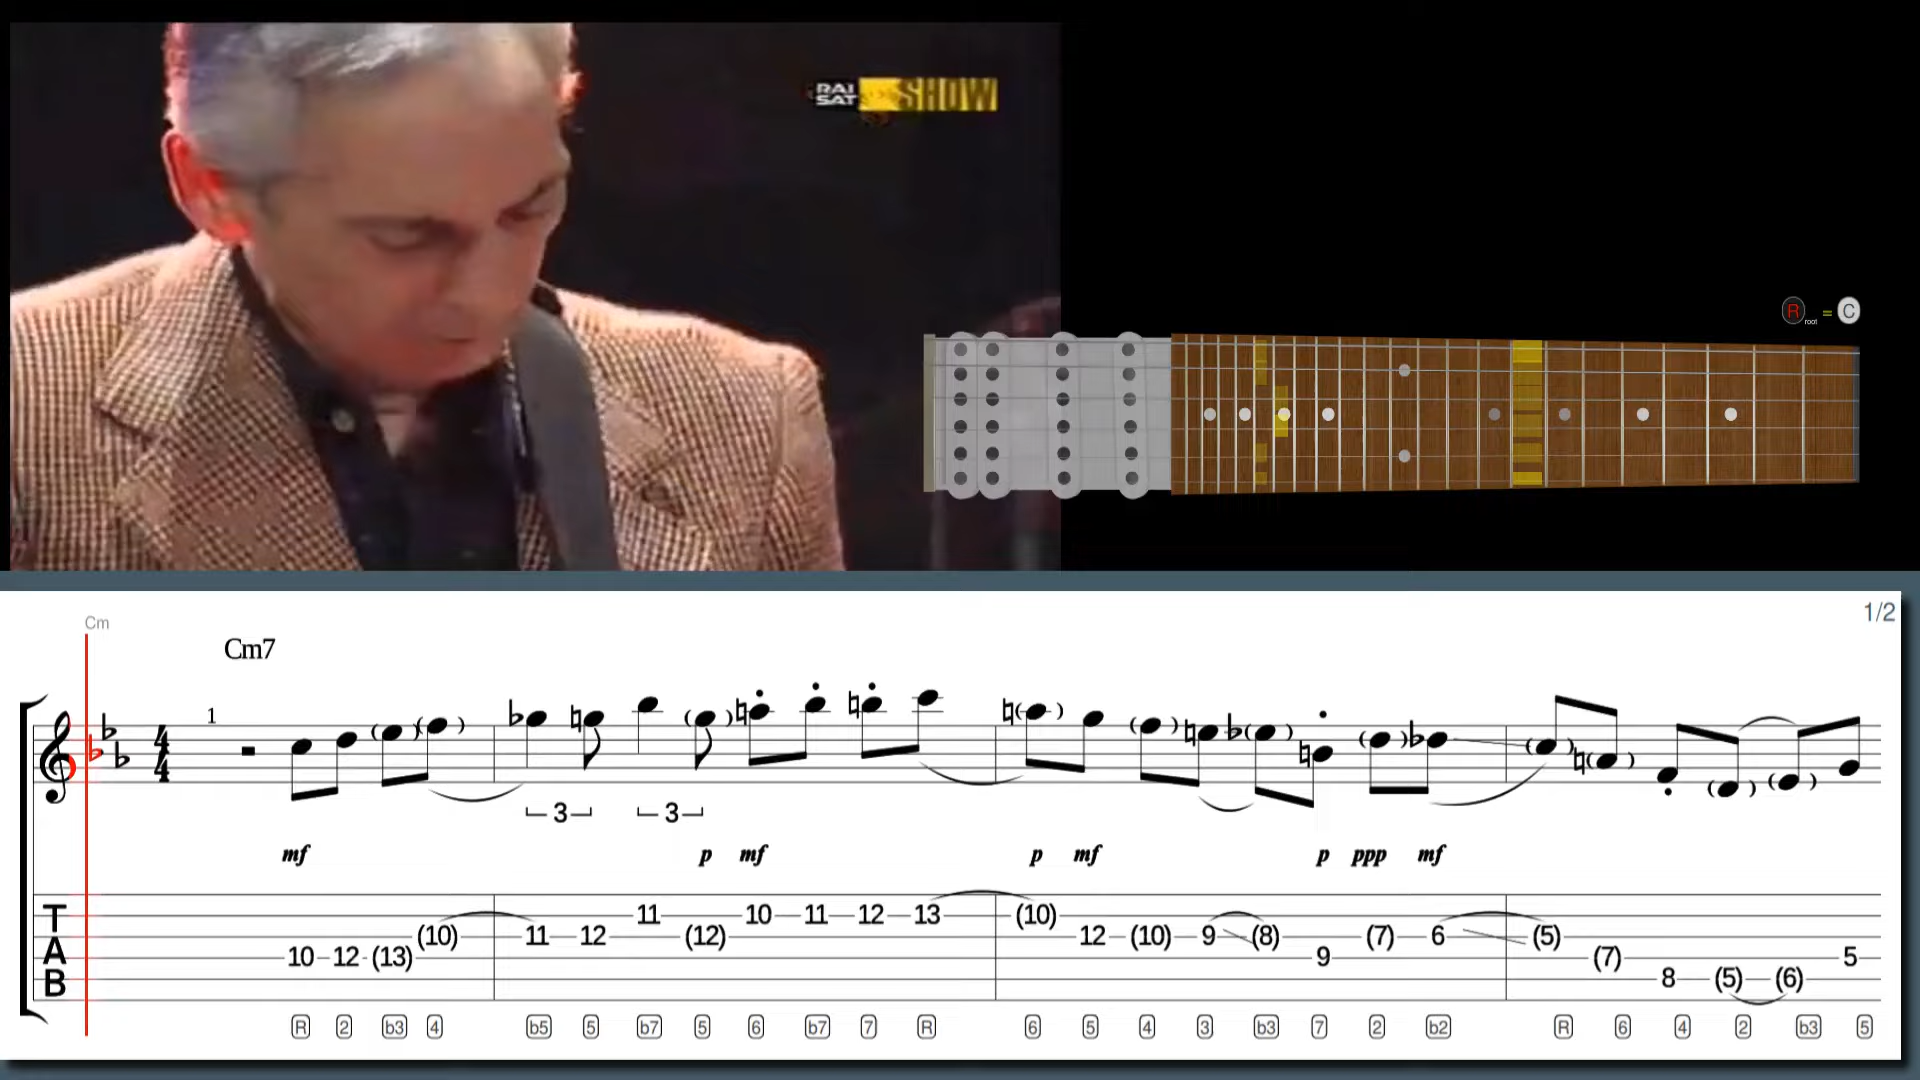 RAI
SAT SHOW
R root = C
1/2
Cm
Cm7
1
4
4
3 3
mf p mf p mf p ppp mf
T
A
B
11 10 11 12 13 (10)
(10) 11 12 (12) 12 (10) 9 (8) (7) 6 (5)
10 12 (13) 9 (7) 5
8 (5) (6)
R 2 b3 4 b5 5 b7 5 6 b7 7 R 6 5 4 3 b3 7 2 b2 R 6 4 2 b3 5